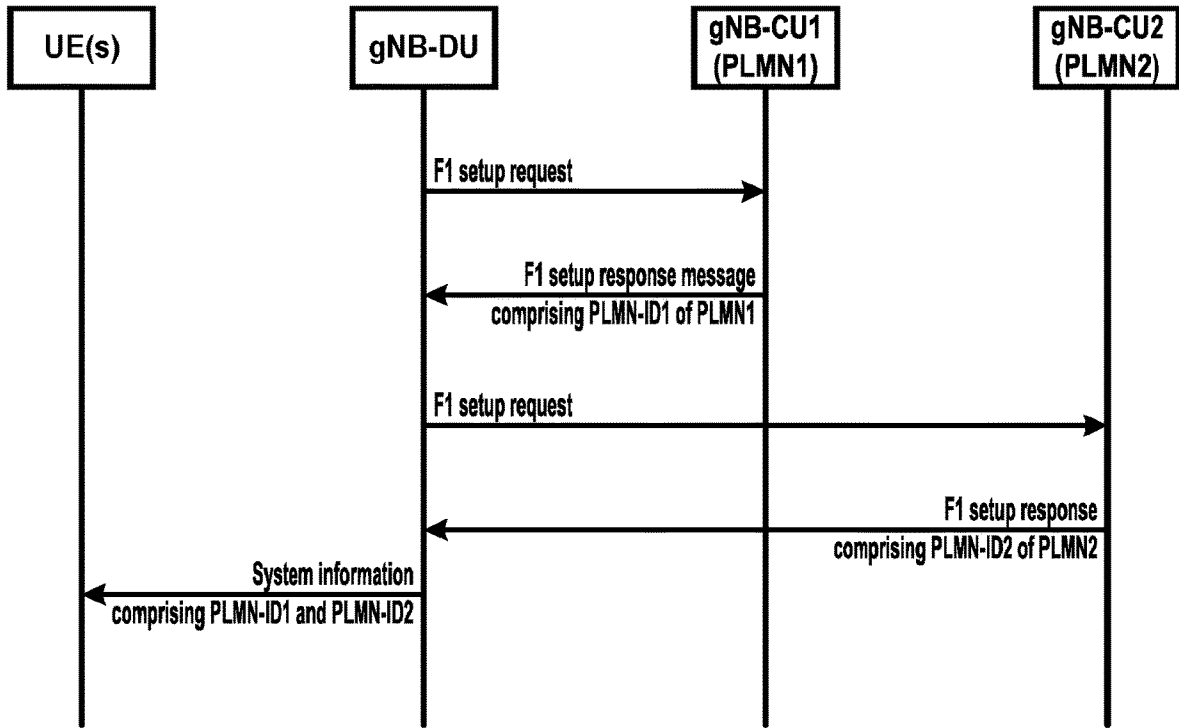 UE(s)
gNB-DU
gNB-CU1
(PLMN1)
gNB-CU2
(PLMN2)
F1 setup request
F1 setup response message
comprising PLMN-ID1 of PLMN1
F1 setup request
F1 setup response
comprising PLMN-ID2 of PLMN2
System information
comprising PLMN-ID1 and PLMN-ID2